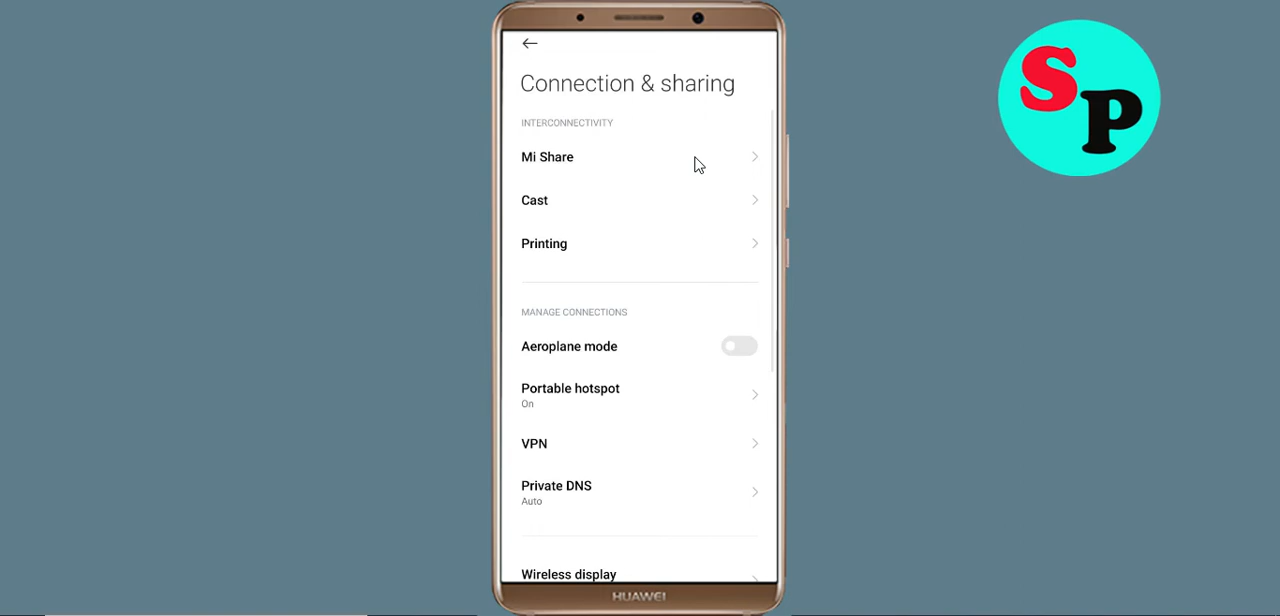 Connection & sharing
INTERCONNECTIVITY
Mi Share
Cast
Printing
MANAGE CONNECTIONS
Aeroplane mode
Portable hotspot
On
VPN
Private DNS
Auto
Wireless display
HUAWEI
SP